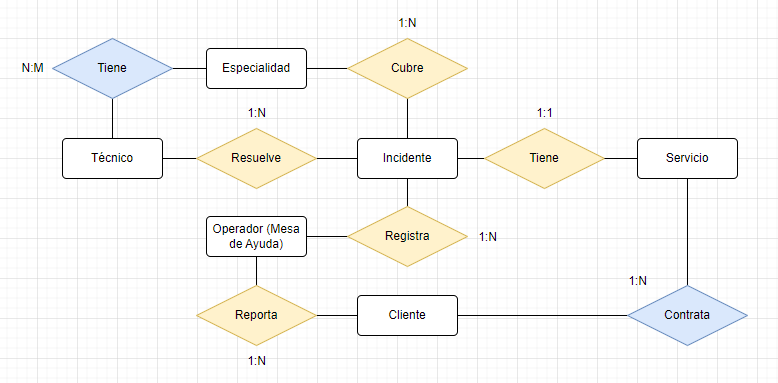 1:N
N:M
Tiene
Especialidad
Cubre
1:N
1:1
Técnico
Resuelve
Incidente
Tiene
Servicio
Operador (Mesa
de Ayuda)
Registra
1:N
1:N
Reporta
Cliente
Contrata
1:N